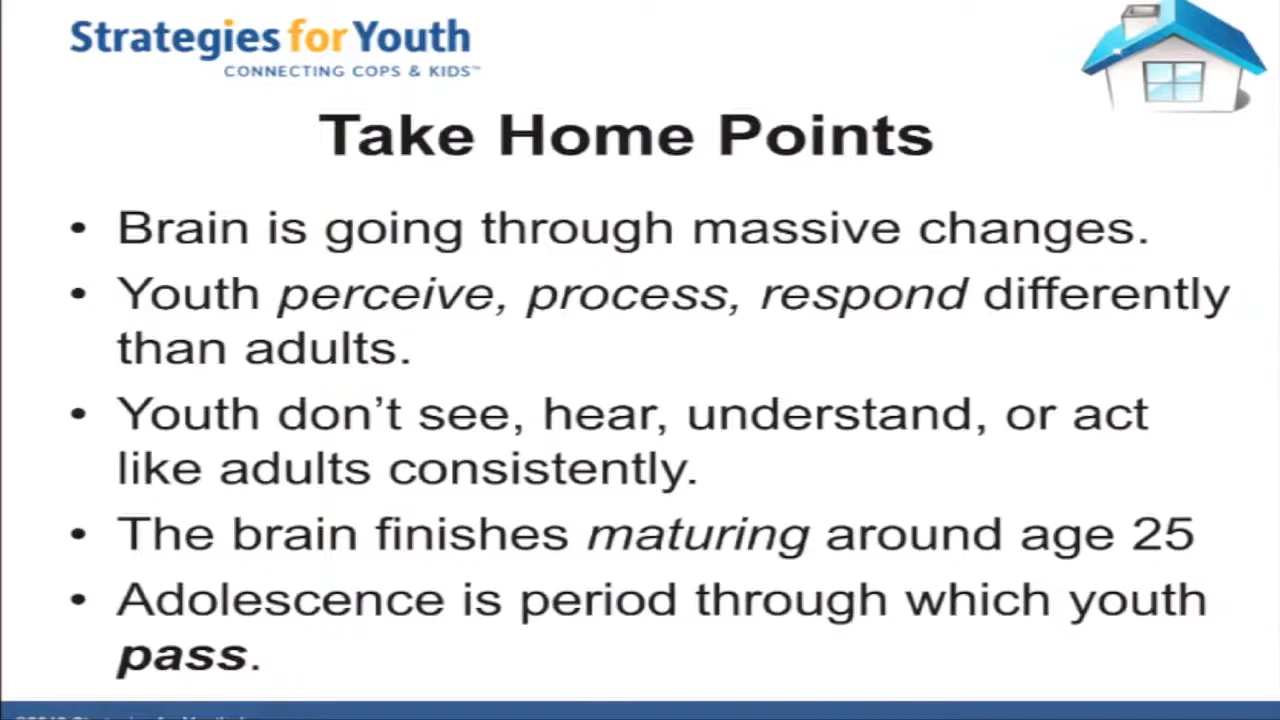 Strategies for Youth
CONNECTING COPS & KIDS™
Take Home Points
• Brain is going through massive changes.
• Youth perceive, process, respond differently
than adults.
• Youth don’t see, hear, understand, or act
like adults consistently.
• The brain finishes maturing around age 25
• Adolescence is period through which youth
pass.